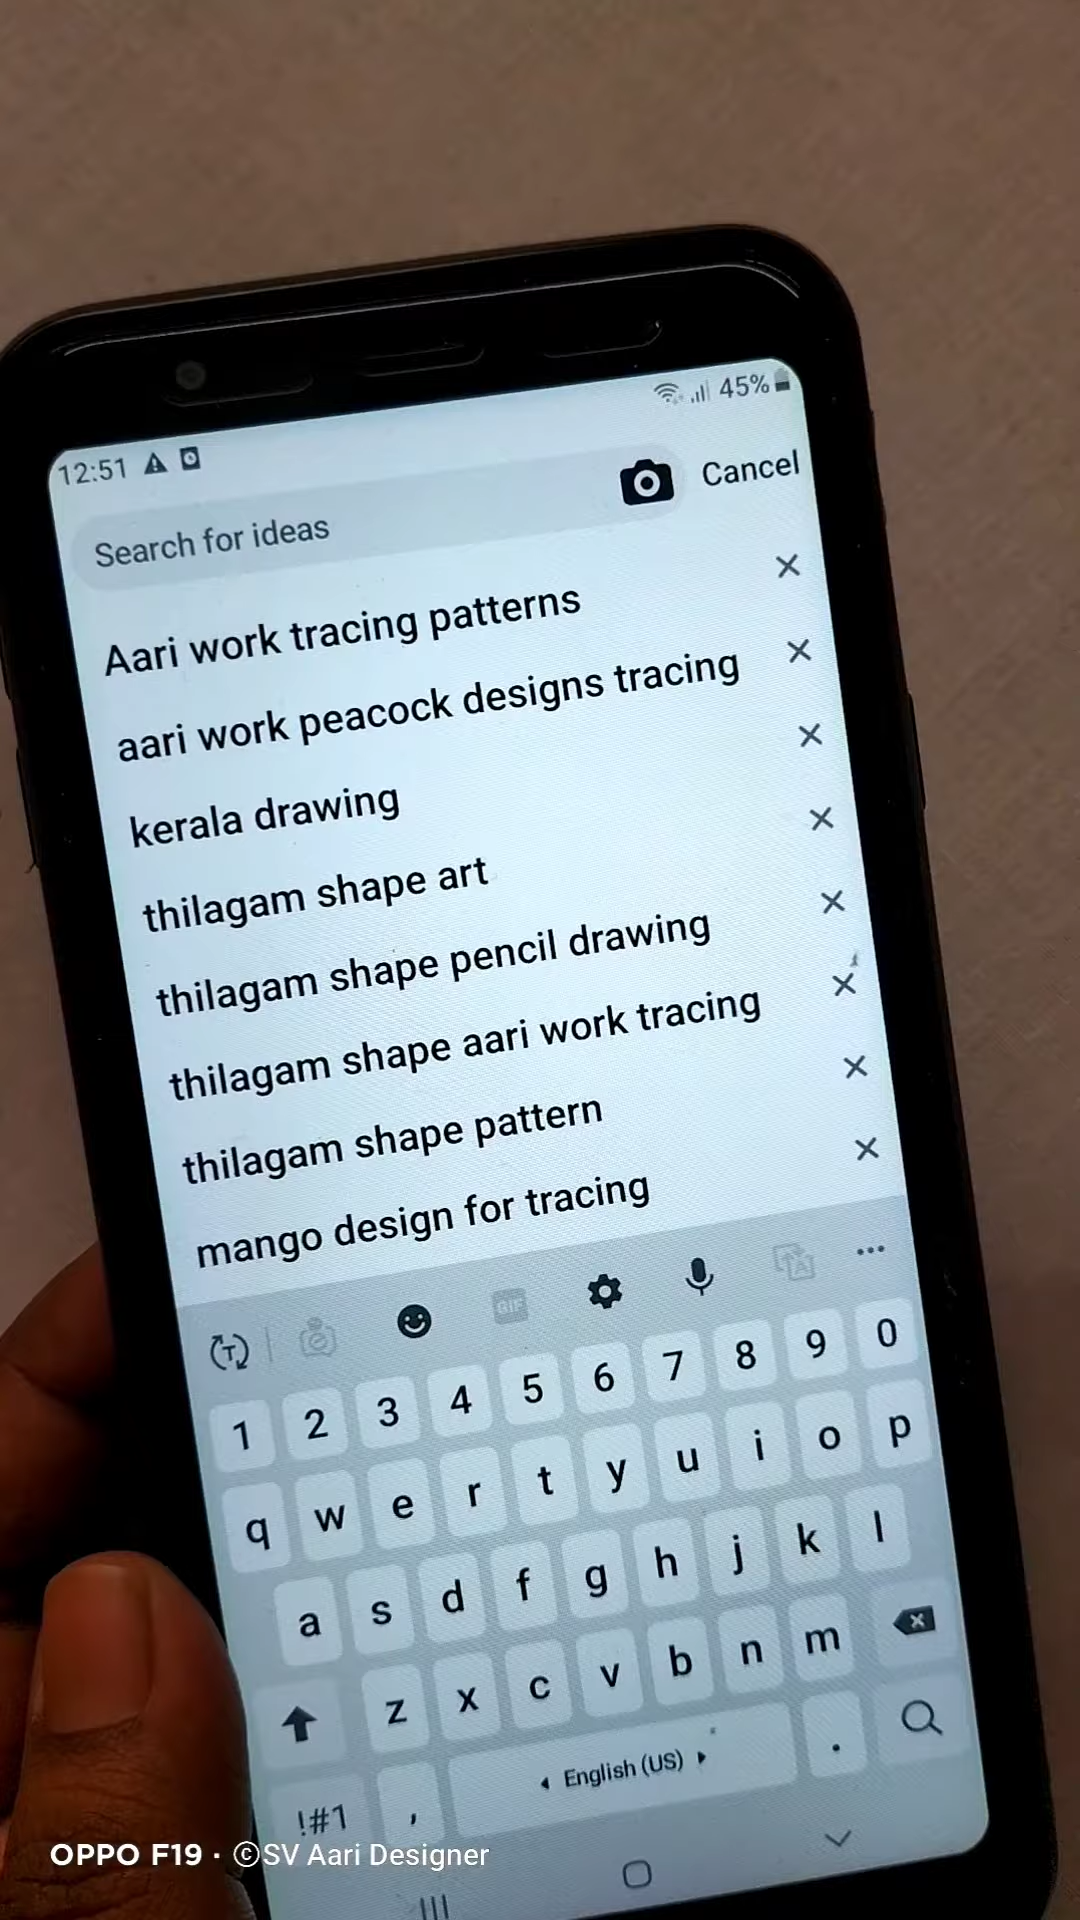 12:51 45%
Search for ideas Cancel
Aari work tracing patterns
aari work peacock designs tracing
kerala drawing
thilagam shape art
thilagam shape pencil drawing
thilagam shape aari work tracing
thilagam shape pattern
mango design for tracing
T GIF A
1 2 3 4 5 6 7 8 9 0
q w e r t y u i o p
a s d f g h j k l
z x c v b n m
!#1 , English (US) .
OPPO F19 · ©SV Aari Designer